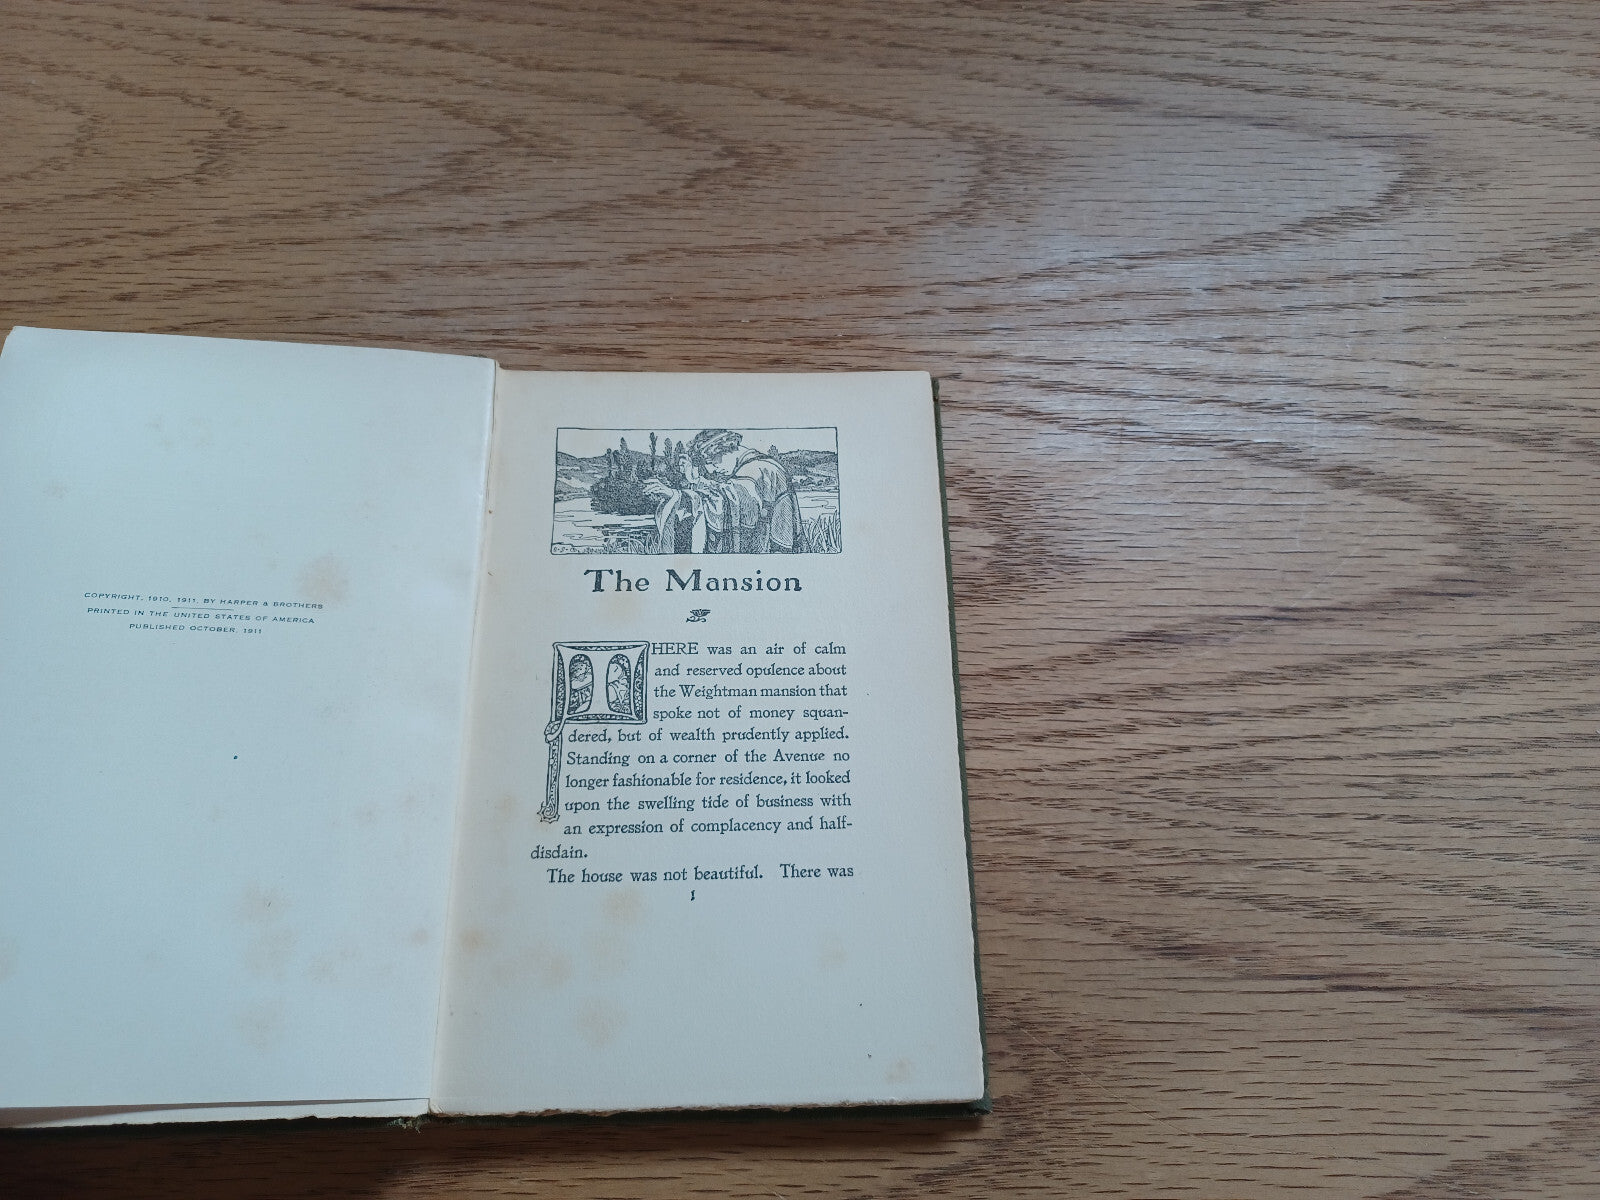 COPYRIGHT, 1910, 1911, BY HARPER & BROTHERS
PRINTED IN THE UNITED STATES OF AMERICA
PUBLISHED OCTOBER, 1911
The Mansion
THERE was an air of calm
and reserved opulence about
the Weightman mansion that
spoke not of money squan-
dered, but of wealth prudently applied.
Standing on a corner of the Avenue no
longer fashionable for residence, it looked
upon the swelling tide of business with
an expression of complacency and half-
disdain.
The house was not beautiful. There was
1